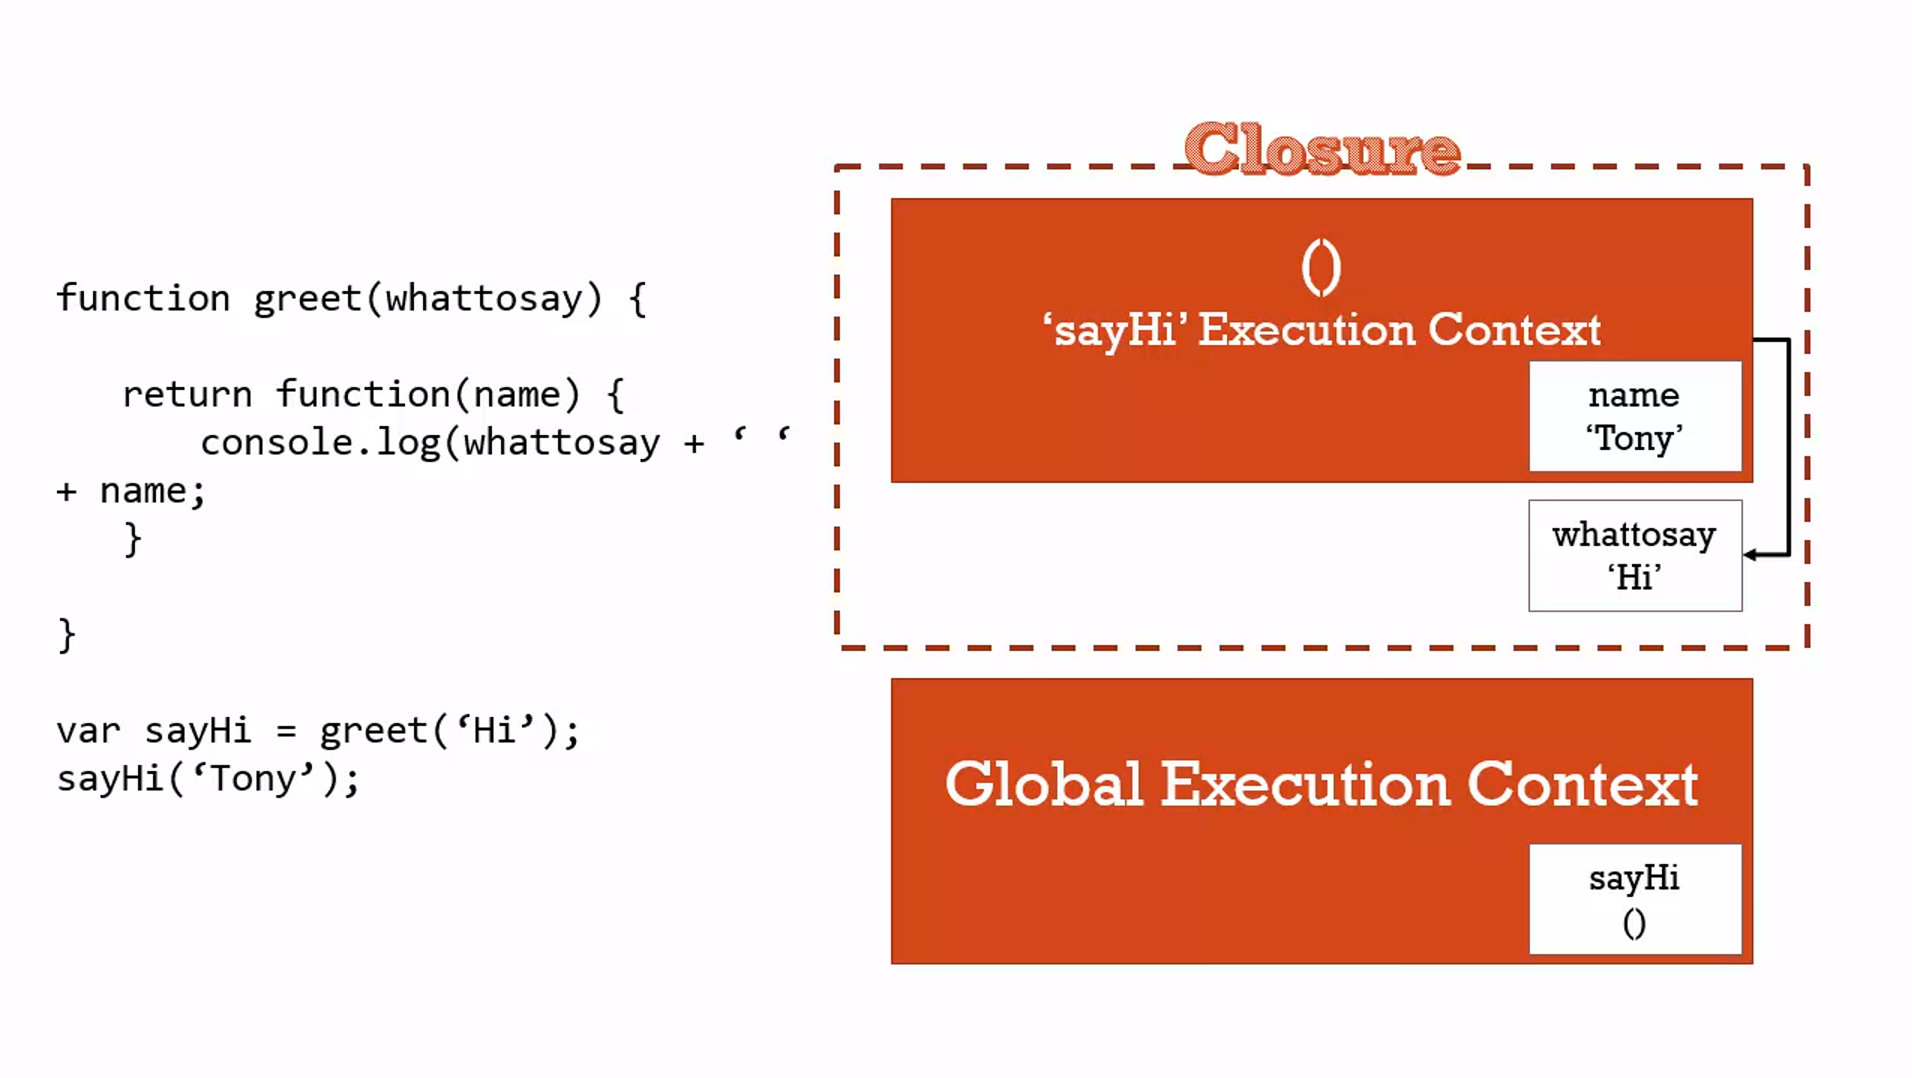 function greet(whattosay) {
return function(name) {
console.log(whattosay + ‘ ‘
+ name;
}
}
var sayHi = greet(‘Hi’);
sayHi(‘Tony’);
Closure
()
‘sayHi’ Execution Context
name
‘Tony’
whattosay
‘Hi’
Global Execution Context
sayHi
()